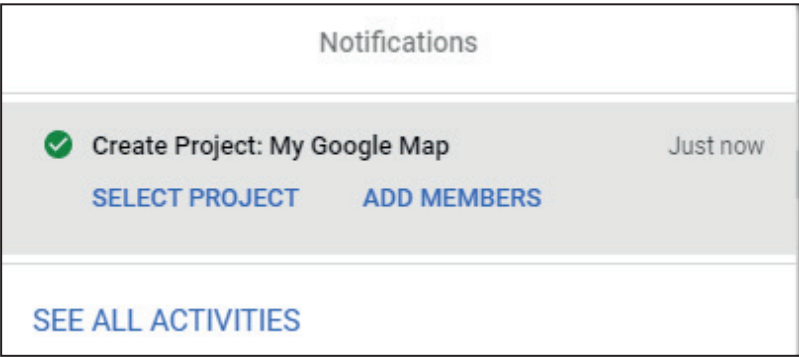 Notifications
Create Project: My Google Map Just now
SELECT PROJECT ADD MEMBERS
SEE ALL ACTIVITIES